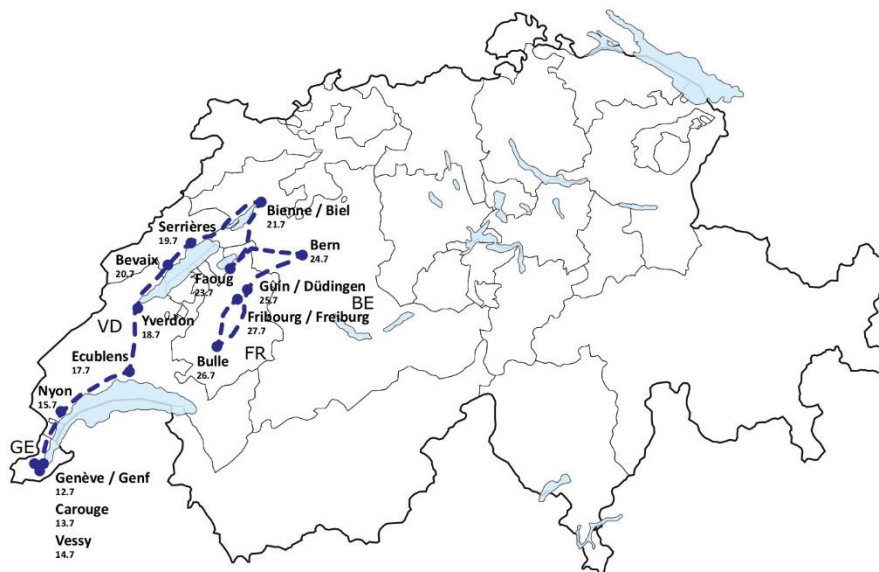 Bienne / Biel
21.7
Serrières
19.7
Bern
24.7
Bevaix
20.7
Faoug
23.7
Guin / Düdingen
25.7
BE
Yverdon
18.7
VD
Fribourg / Freiburg
27.7
Bulle
26.7
FR
Ecublens
17.7
Nyon
15.7
GE
Genève / Genf
12.7
Carouge
13.7
Vessy
14.7